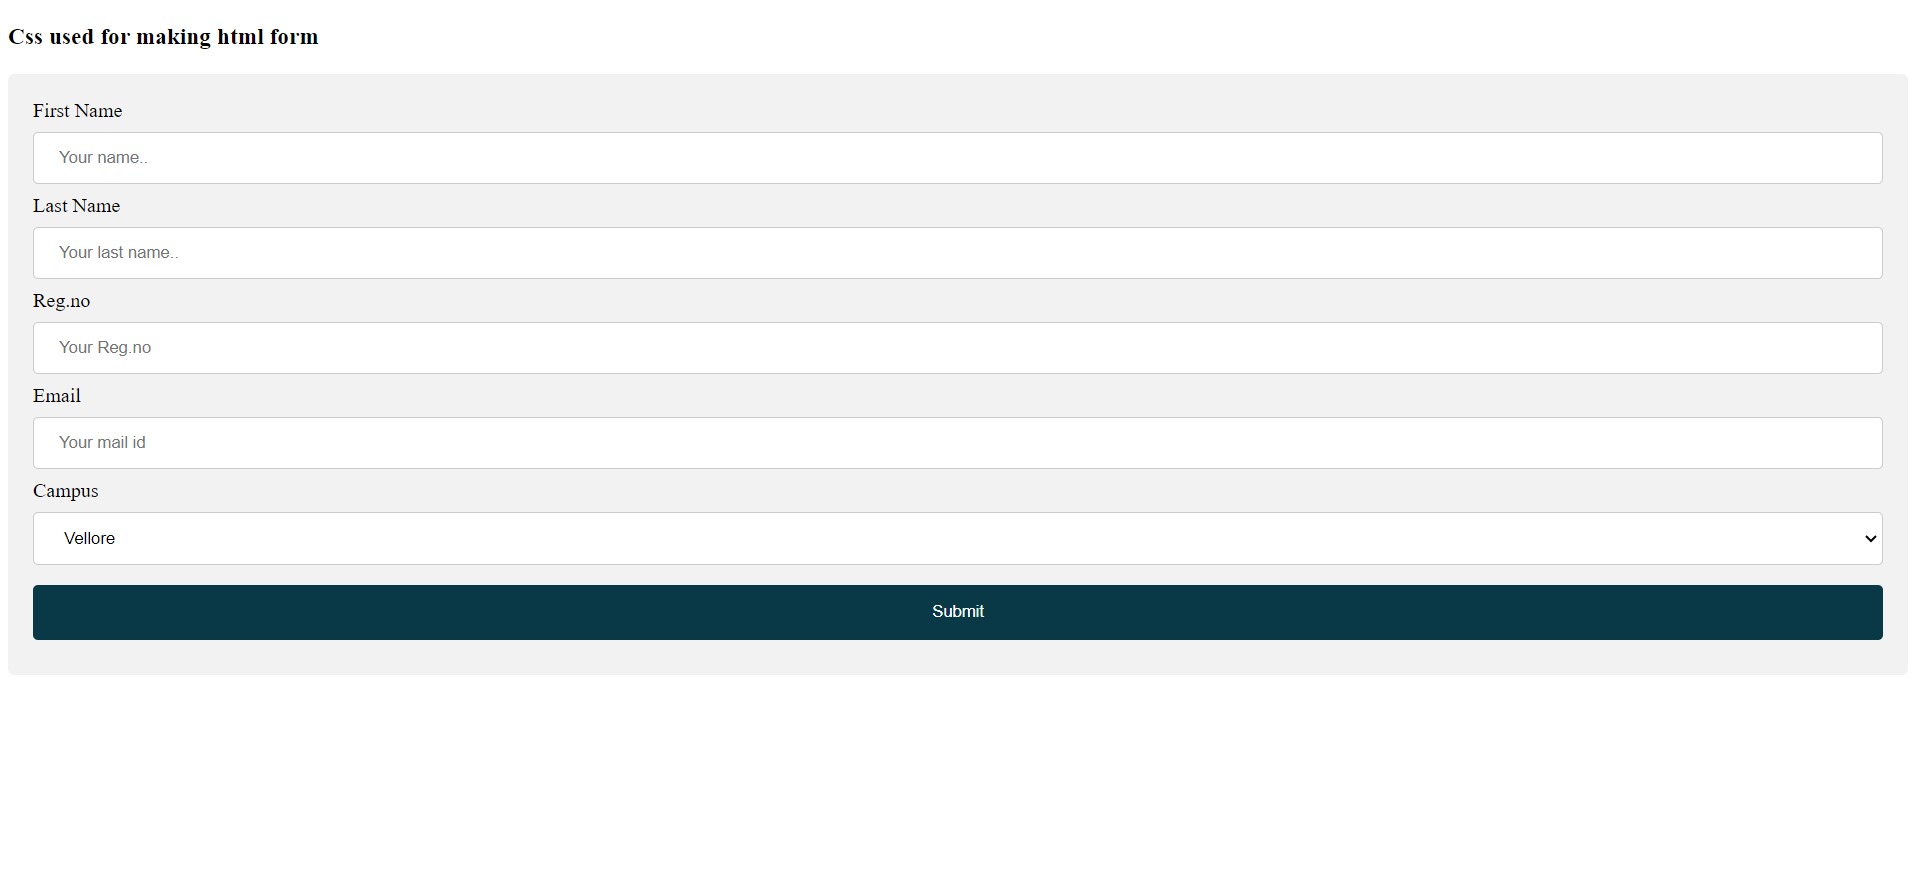 Css used for making html form
First Name
Your name..
Last Name
Your last name..
Reg.no
Your Reg.no
Email
Your mail id
Campus
Vellore
Submit